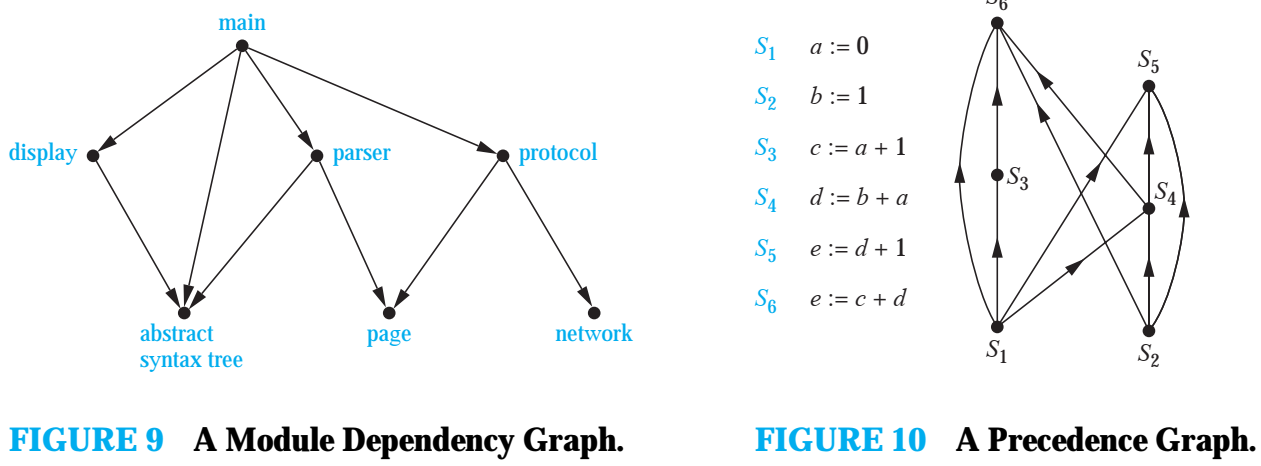 main
display
parser
protocol
abstract
syntax tree
page
network
FIGURE 9 A Module Dependency Graph.
S1 a := 0
S2 b := 1
S3 c := a + 1
S4 d := b + a
S5 e := d + 1
S6 e := c + d
S6
S5
S3
S4
S1
S2
FIGURE 10 A Precedence Graph.